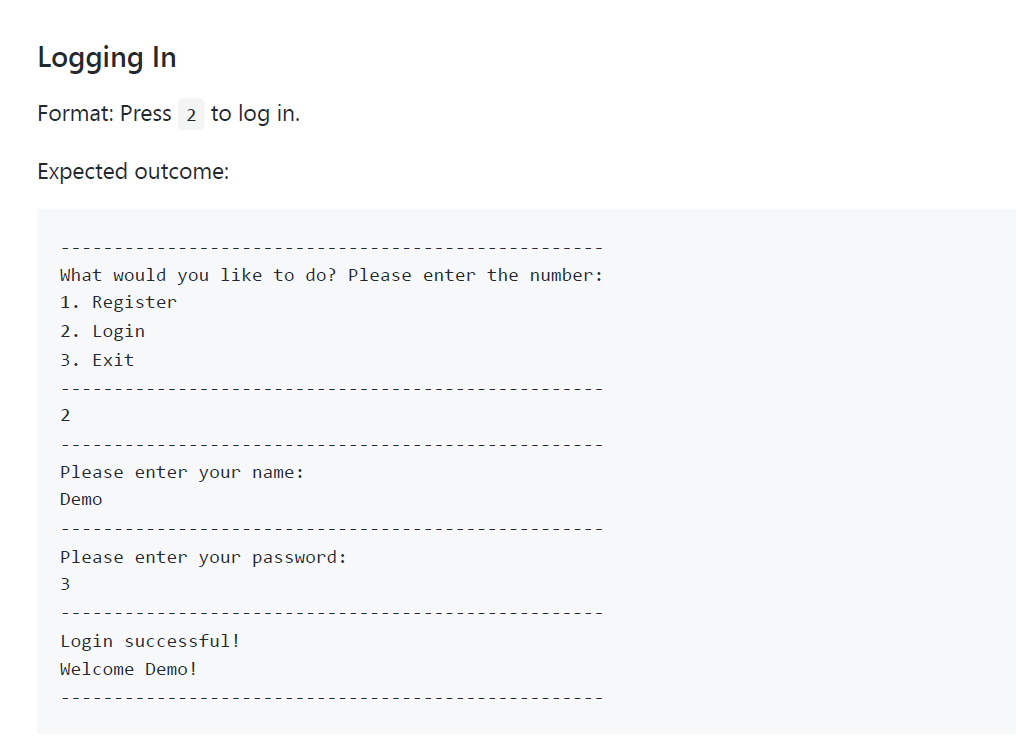 Logging In
Format: Press 2 to log in.
Expected outcome:
---------------------------------------------------
What would you like to do? Please enter the number:
1. Register
2. Login
3. Exit
---------------------------------------------------
2
---------------------------------------------------
Please enter your name:
Demo
---------------------------------------------------
Please enter your password:
3
---------------------------------------------------
Login successful!
Welcome Demo!
---------------------------------------------------